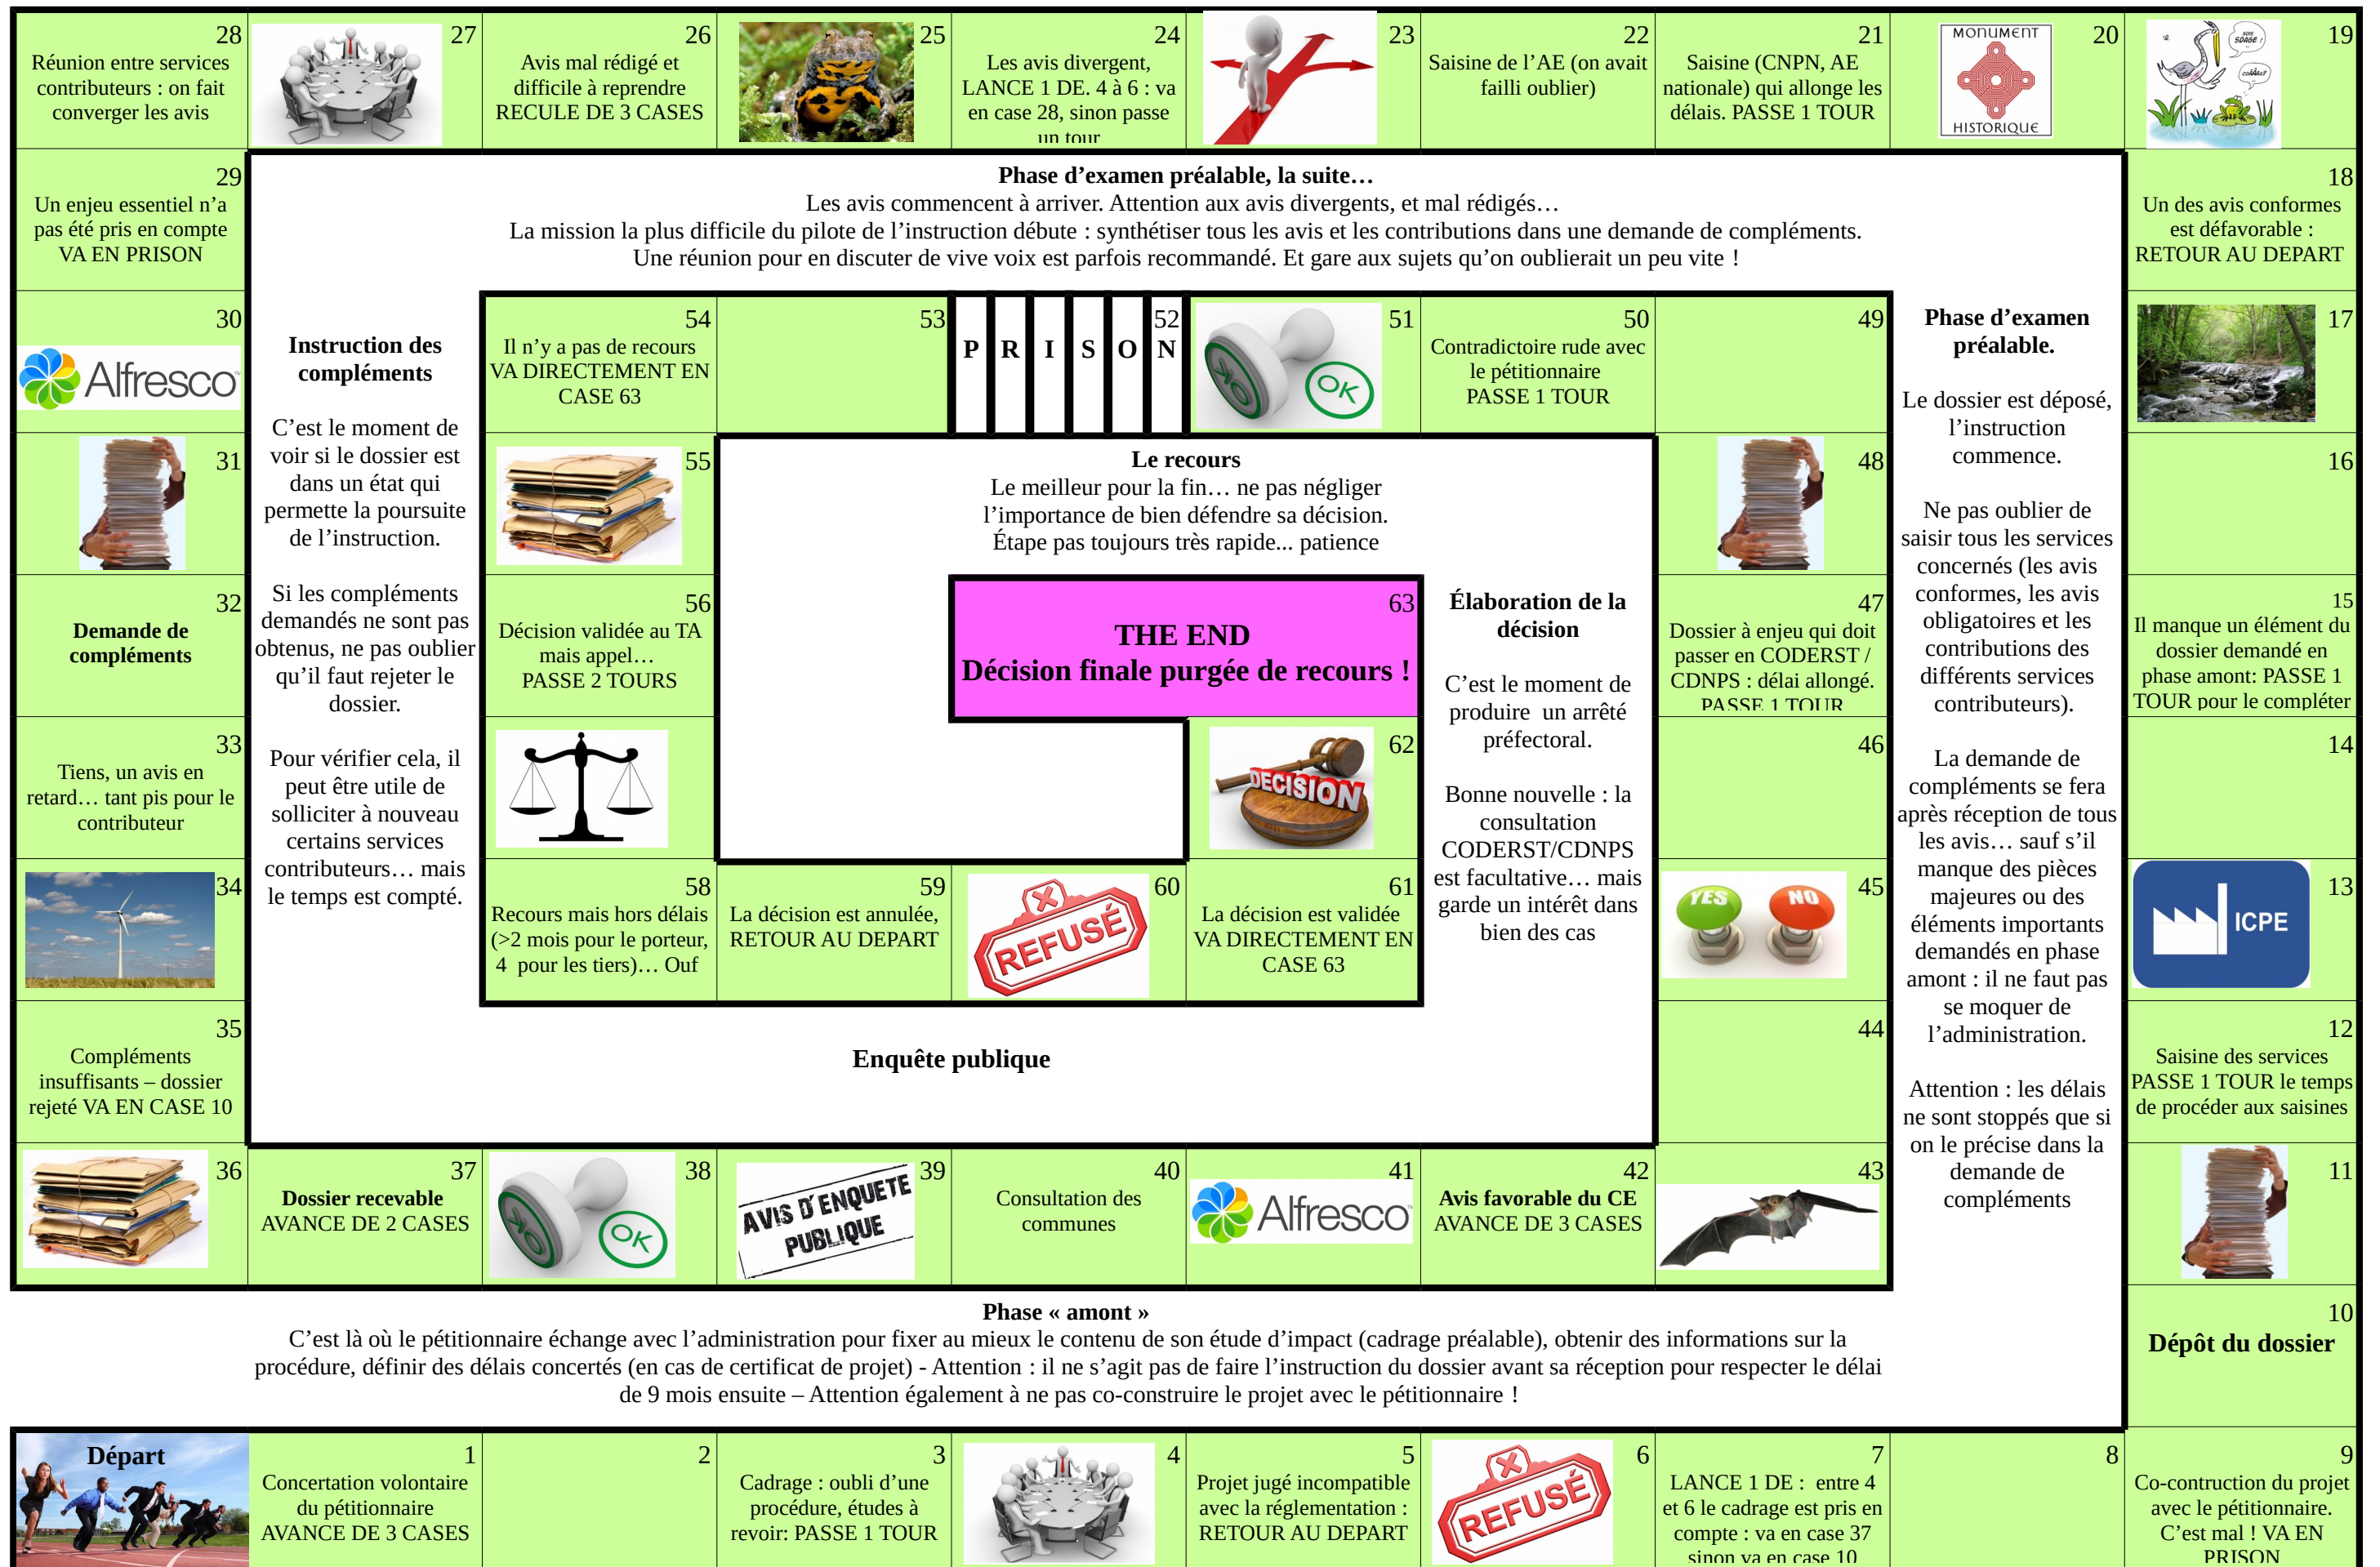 28
Réunion entre services
contributeurs : on fait
converger les avis
27
26
Avis mal rédigé et
difficile à reprendre
RECULE DE 3 CASES
25
24
Les avis divergent,
LANCE 1 DE. 4 à 6 : va
en case 28, sinon passe
un tour
23
22
Saisine de l’AE (on avait
failli oublier)
21
Saisine (CNPN, AE
nationale) qui allonge les
délais. PASSE 1 TOUR
20
MONUMENT
HISTORIQUE
19
SOIS
SDAGE !
COÂÂAX?
29
Un enjeu essentiel n’a
pas été pris en compte
VA EN PRISON
Phase d’examen préalable, la suite…
Les avis commencent à arriver. Attention aux avis divergents, et mal rédigés…
La mission la plus difficile du pilote de l’instruction débute : synthétiser tous les avis et les contributions dans une demande de compléments.
Une réunion pour en discuter de vive voix est parfois recommandé. Et gare aux sujets qu’on oublierait un peu vite !
18
Un des avis conformes
est défavorable :
RETOUR AU DEPART
30
Alfresco
31
32
Demande de
compléments
33
Tiens, un avis en
retard… tant pis pour le
contributeur
34
35
Compléments
insuffisants – dossier
rejeté VA EN CASE 10
Instruction des
compléments
C’est le moment de
voir si le dossier est
dans un état qui
permette la poursuite
de l’instruction.
Si les compléments
demandés ne sont pas
obtenus, ne pas oublier
qu’il faut rejeter le
dossier.
Pour vérifier cela, il
peut être utile de
solliciter à nouveau
certains services
contributeurs… mais
le temps est compté.
54
Il n’y a pas de recours
VA DIRECTEMENT EN
CASE 63
53
52
P R I S O N
51
OK
OK
50
Contradictoire rude avec
le pétitionnaire
PASSE 1 TOUR
49
55
Le recours
Le meilleur pour la fin… ne pas négliger
l’importance de bien défendre sa décision.
Étape pas toujours très rapide... patience
48
56
Décision validée au TA
mais appel…
PASSE 2 TOURS
63
THE END
Décision finale purgée de recours !
Élaboration de la
décision
C’est le moment de
produire un arrêté
préfectoral.
Bonne nouvelle : la
consultation
CODERST/CDNPS
est facultative… mais
garde un intérêt dans
bien des cas
47
Dossier à enjeu qui doit
passer en CODERST /
CDNPS : délai allongé.
PASSE 1 TOUR
62
DECISION
46
58
Recours mais hors délais
(>2 mois pour le porteur,
4 pour les tiers)… Ouf
59
La décision est annulée,
RETOUR AU DEPART
60
REFUSÉ
61
La décision est validée
VA DIRECTEMENT EN
CASE 63
45
YES
NO
44
Enquête publique
Phase d’examen
préalable.
Le dossier est déposé,
l’instruction
commence.
Ne pas oublier de
saisir tous les services
concernés (les avis
conformes, les avis
obligatoires et les
contributions des
différents services
contributeurs).
La demande de
compléments se fera
après réception de tous
les avis… sauf s’il
manque des pièces
majeures ou des
éléments importants
demandés en phase
amont : il ne faut pas
se moquer de
l’administration.
Attention : les délais
ne sont stoppés que si
on le précise dans la
demande de
compléments
17
16
15
Il manque un élément du
dossier demandé en
phase amont: PASSE 1
TOUR pour le compléter
14
13
ICPE
12
Saisine des services
PASSE 1 TOUR le temps
de procéder aux saisines
11
36
37
Dossier recevable
AVANCE DE 2 CASES
38
OK
OK
39
AVIS D'ENQUETE
PUBLIQUE
40
Consultation des
communes
41
Alfresco
42
Avis favorable du CE
AVANCE DE 3 CASES
43
Phase « amont »
C’est là où le pétitionnaire échange avec l’administration pour fixer au mieux le contenu de son étude d’impact (cadrage préalable), obtenir des informations sur la
procédure, définir des délais concertés (en cas de certificat de projet) - Attention : il ne s’agit pas de faire l’instruction du dossier avant sa réception pour respecter le délai
de 9 mois ensuite – Attention également à ne pas co-construire le projet avec le pétitionnaire !
10
Dépôt du dossier
Départ
1
Concertation volontaire
du pétitionnaire
AVANCE DE 3 CASES
2
3
Cadrage : oubli d’une
procédure, études à
revoir: PASSE 1 TOUR
4
5
Projet jugé incompatible
avec la réglementation :
RETOUR AU DEPART
6
REFUSÉ
7
LANCE 1 DE : entre 4
et 6 le cadrage est pris en
compte : va en case 37
sinon va en case 10
8
9
Co-contruction du projet
avec le pétitionnaire.
C’est mal ! VA EN
PRISON